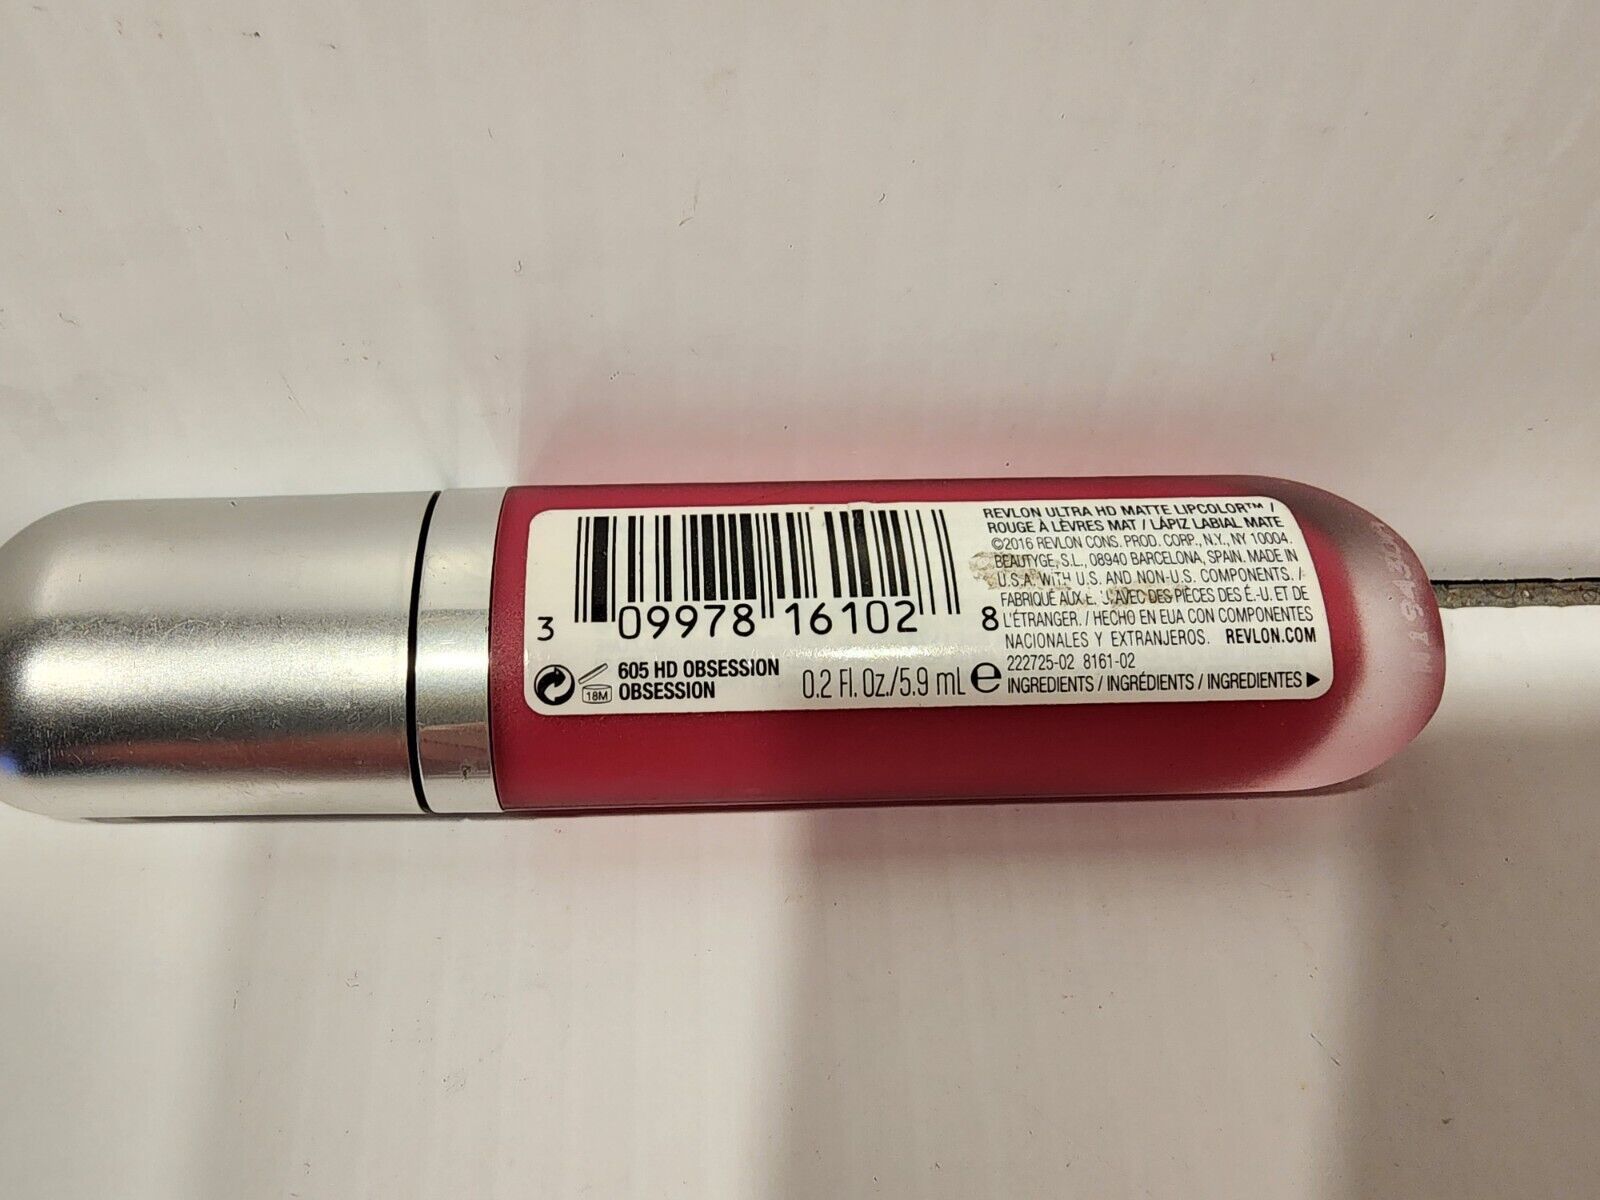 3 09978 16102 8
18M
605 HD OBSESSION
OBSESSION
0.2 Fl. Oz./5.9 mL e
REVLON ULTRA HD MATTE LIPCOLOR™ /
ROUGE À LÈVRES MAT / LÁPIZ LABIAL MATE
©2016 REVLON CONS. PROD. CORP., N.Y., NY 10004.
BEAUTYGE, S.L., 08940 BARCELONA, SPAIN. MADE IN
U.S.A. WITH U.S. AND NON-U.S. COMPONENTS. /
FABRIQUÉ AUX AVEC DES PIÈCES DES É.-U. ET DE
L'ÉTRANGER. / HECHO EN EUA CON COMPONENTES
NACIONALES Y EXTRANJEROS. REVLON.COM
222725-02 8161-02
INGREDIENTS / INGRÉDIENTS / INGREDIENTES ▶